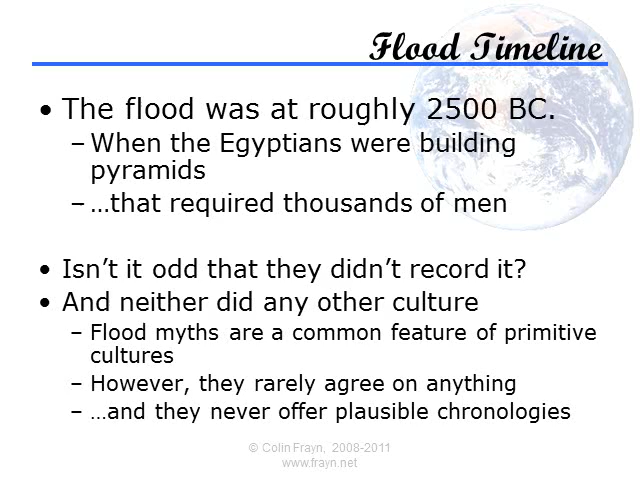 Flood Timeline
• The flood was at roughly 2500 BC.
– When the Egyptians were building
pyramids
– …that required thousands of men
• Isn’t it odd that they didn’t record it?
• And neither did any other culture
– Flood myths are a common feature of primitive
cultures
– However, they rarely agree on anything
– …and they never offer plausible chronologies
© Colin Frayn, 2008-2011
www.frayn.net